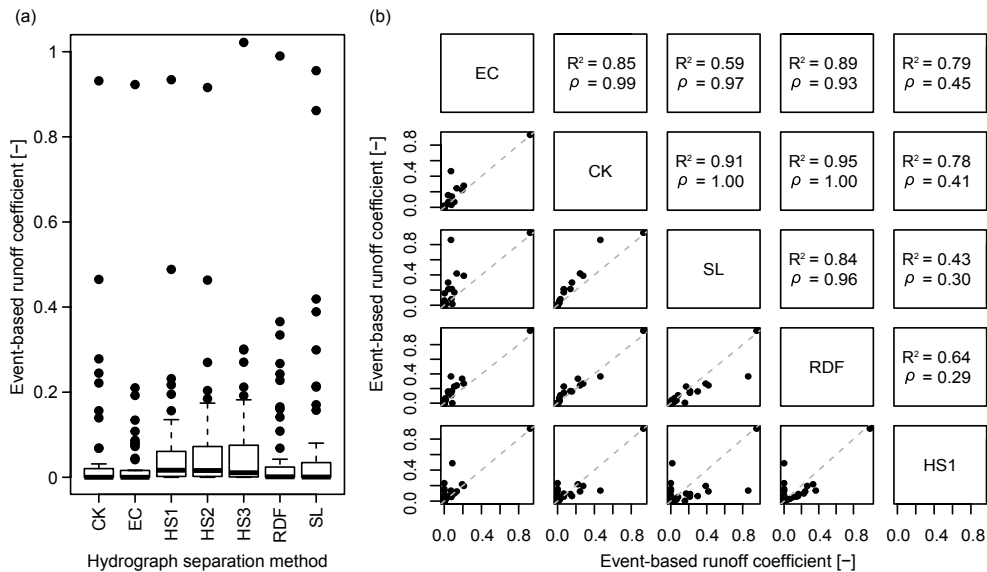 (a)
1
0.8
0.6
0.4
0.2
0
Event-based runoff coefficient [−]
CK
EC
HS1
HS2
HS3
RDF
SL
Hydrograph separation method
(b)
EC
R² = 0.85
ρ = 0.99
R² = 0.59
ρ = 0.97
R² = 0.89
ρ = 0.93
R² = 0.79
ρ = 0.45
0.0 0.4 0.8
CK
R² = 0.91
ρ = 1.00
R² = 0.95
ρ = 1.00
R² = 0.78
ρ = 0.41
0.0 0.4 0.8
SL
R² = 0.84
ρ = 0.96
R² = 0.43
ρ = 0.30
0.0 0.4 0.8
RDF
R² = 0.64
ρ = 0.29
0.0 0.4 0.8
HS1
Event-based runoff coefficient [−]
0.0 0.4 0.8
0.0 0.4 0.8
0.0 0.4 0.8
0.0 0.4 0.8
0.0 0.4 0.8
Event-based runoff coefficient [−]